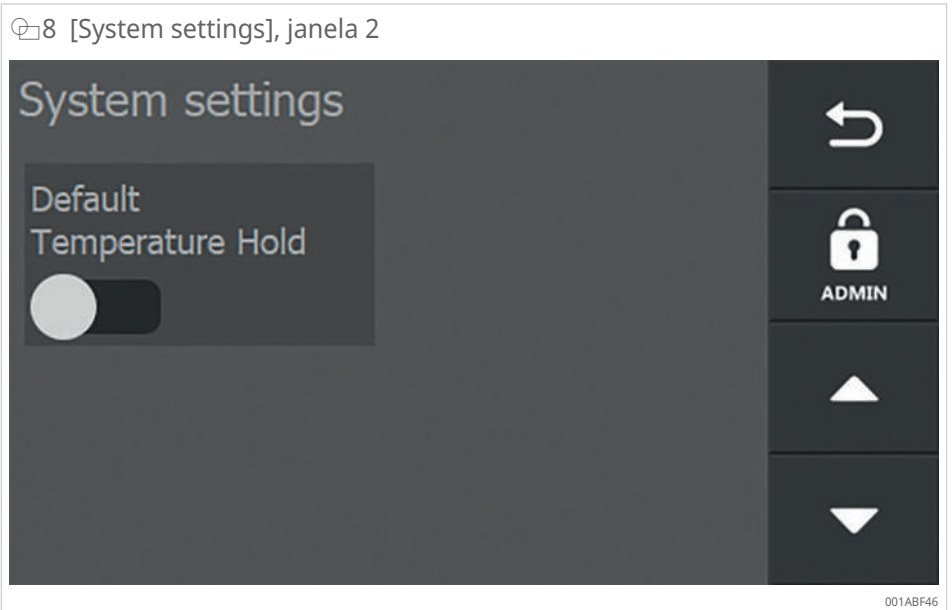 8 [System settings], janela 2
System settings
Default
Temperature Hold
ADMIN
001ABF46